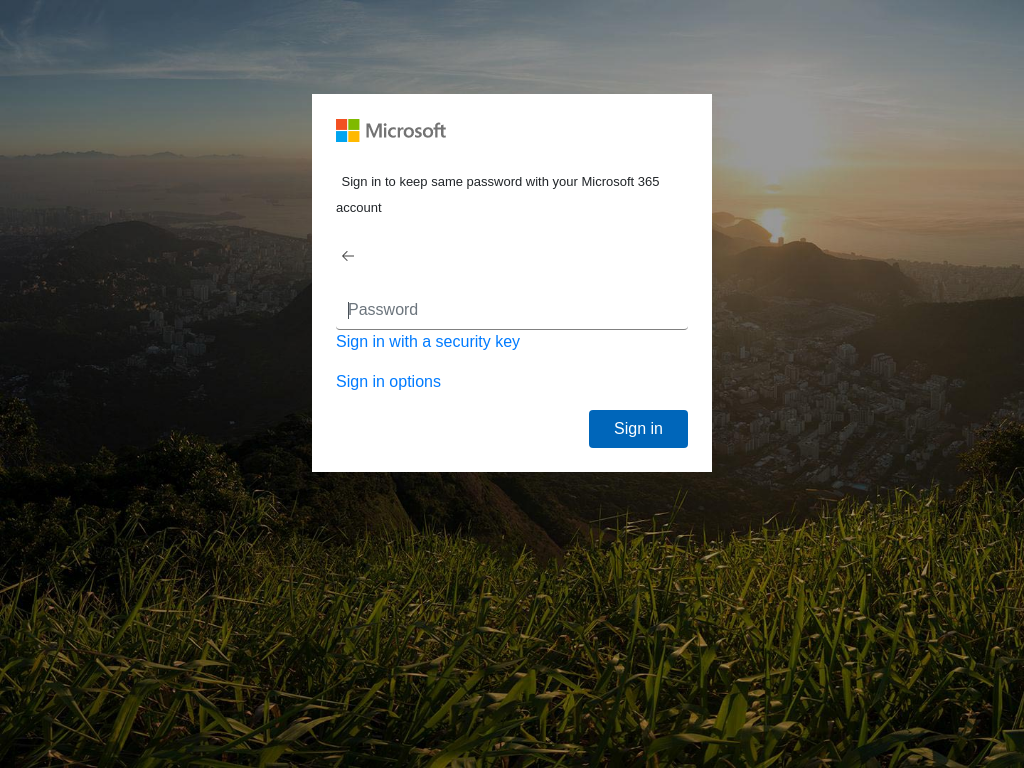 Microsoft
Sign in to keep same password with your Microsoft 365
account
Password
Sign in with a security key
Sign in options
Sign in